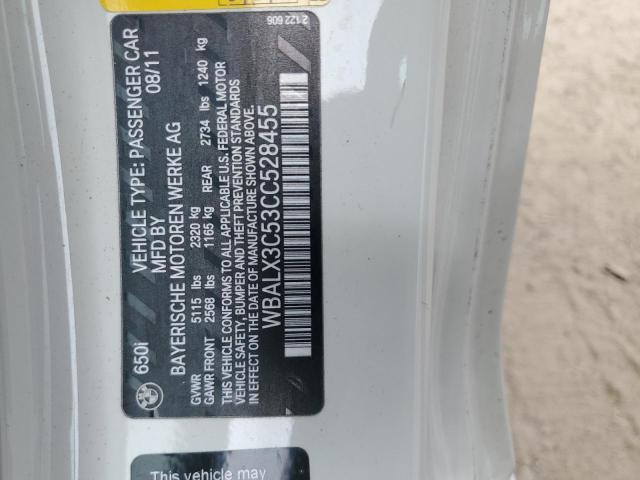 650i
VEHICLE TYPE: PASSENGER CAR
MFD BY 08/11
BAYERISCHE MOTOREN WERKE AG
GVWR 5115 lbs 2320 kg
GAWR FRONT 2568 lbs 1165 kg REAR 2734 lbs 1240 kg
THIS VEHICLE CONFORMS TO ALL APPLICABLE U.S. FEDERAL MOTOR
VEHICLE SAFETY, BUMPER AND THEFT PREVENTION STANDARDS
IN EFFECT ON THE DATE OF MANUFACTURE SHOWN ABOVE.
WBALX3C53CC528455
2 122 606
This vehicle may